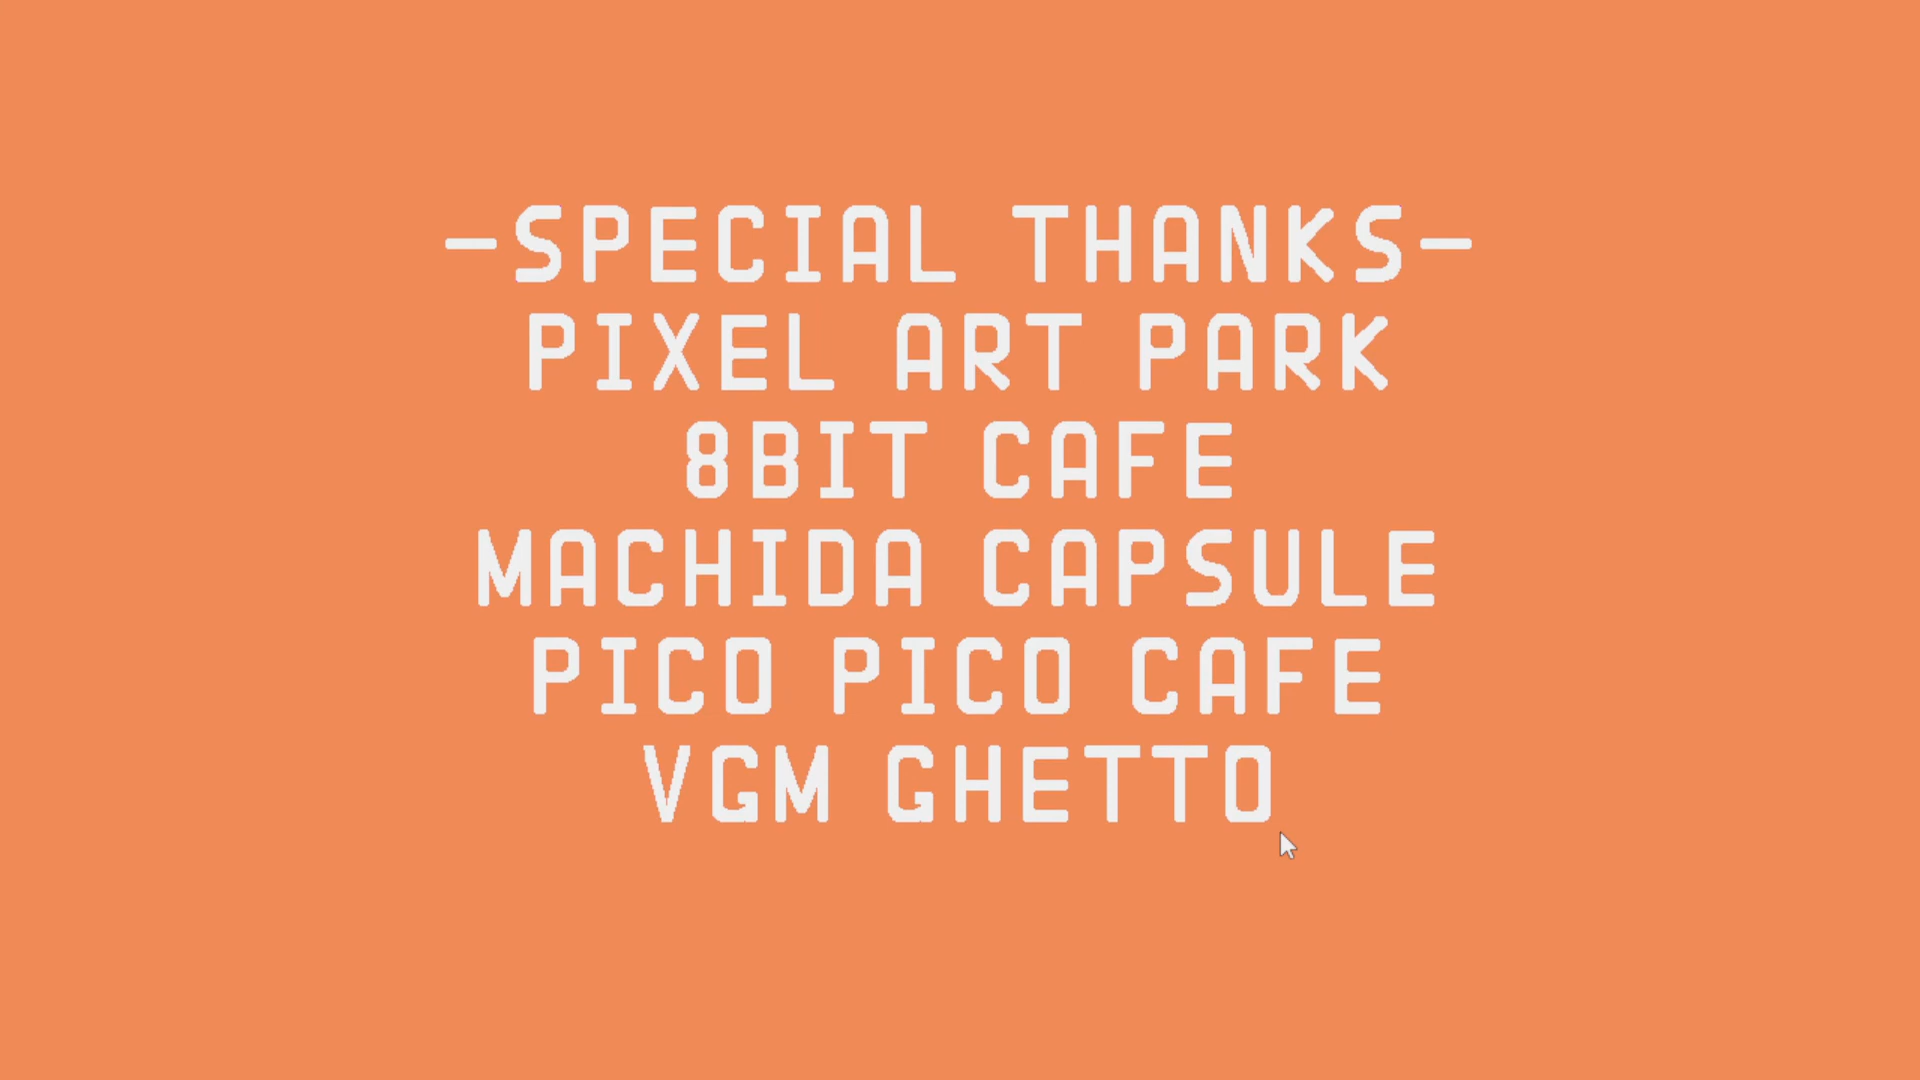 -SPECIAL THANKS-
PIXEL ART PARK
8BIT CAFE
MACHIDA CAPSULE
PICO PICO CAFE
VGM GHETTO